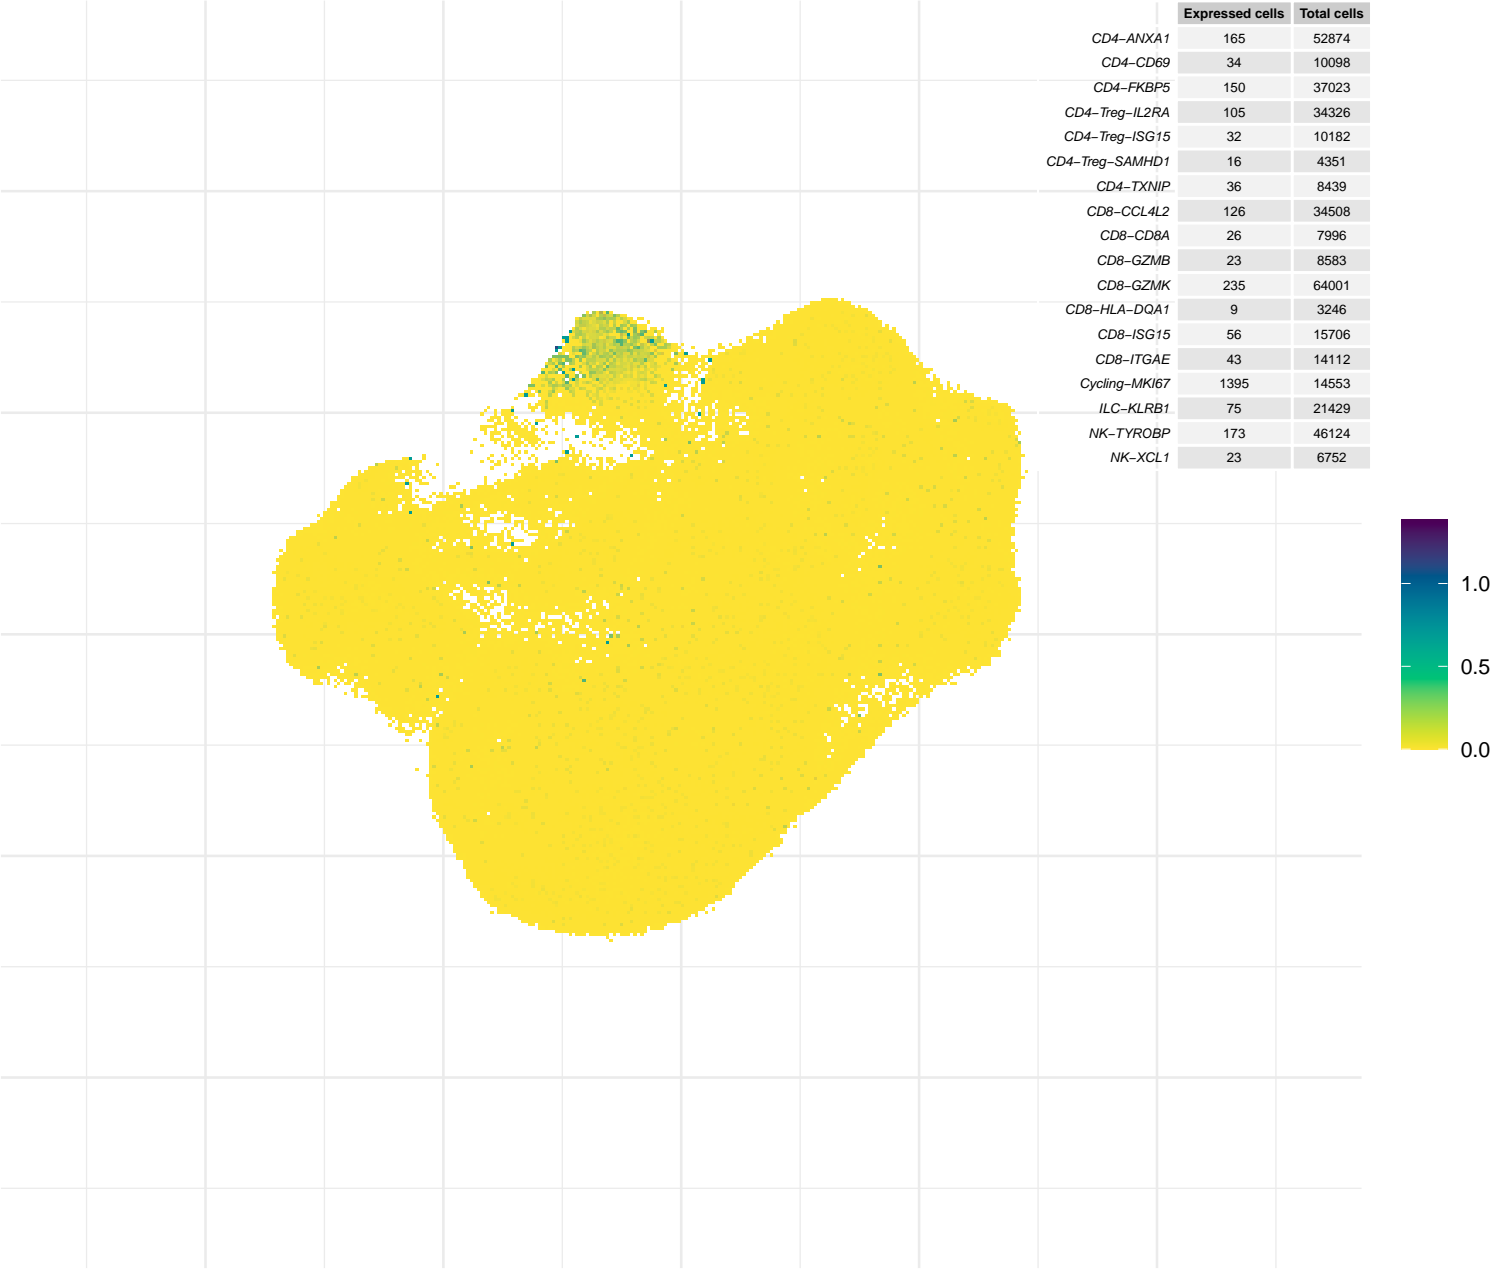 Expressed cells Total cells
CD4−ANXA1 165 52874
CD4−CD69 34 10098
CD4−FKBP5 150 37023
CD4−Treg−IL2RA 105 34326
CD4−Treg−ISG15 32 10182
CD4−Treg−SAMHD1 16 4351
CD4−TXNIP 36 8439
CD8−CCL4L2 126 34508
CD8−CD8A 26 7996
CD8−GZMB 23 8583
CD8−GZMK 235 64001
CD8−HLA−DQA1 9 3246
CD8−ISG15 56 15706
CD8−ITGAE 43 14112
Cycling−MKI67 1395 14553
ILC−KLRB1 75 21429
NK−TYROBP 173 46124
NK−XCL1 23 6752
1.0
0.5
0.0